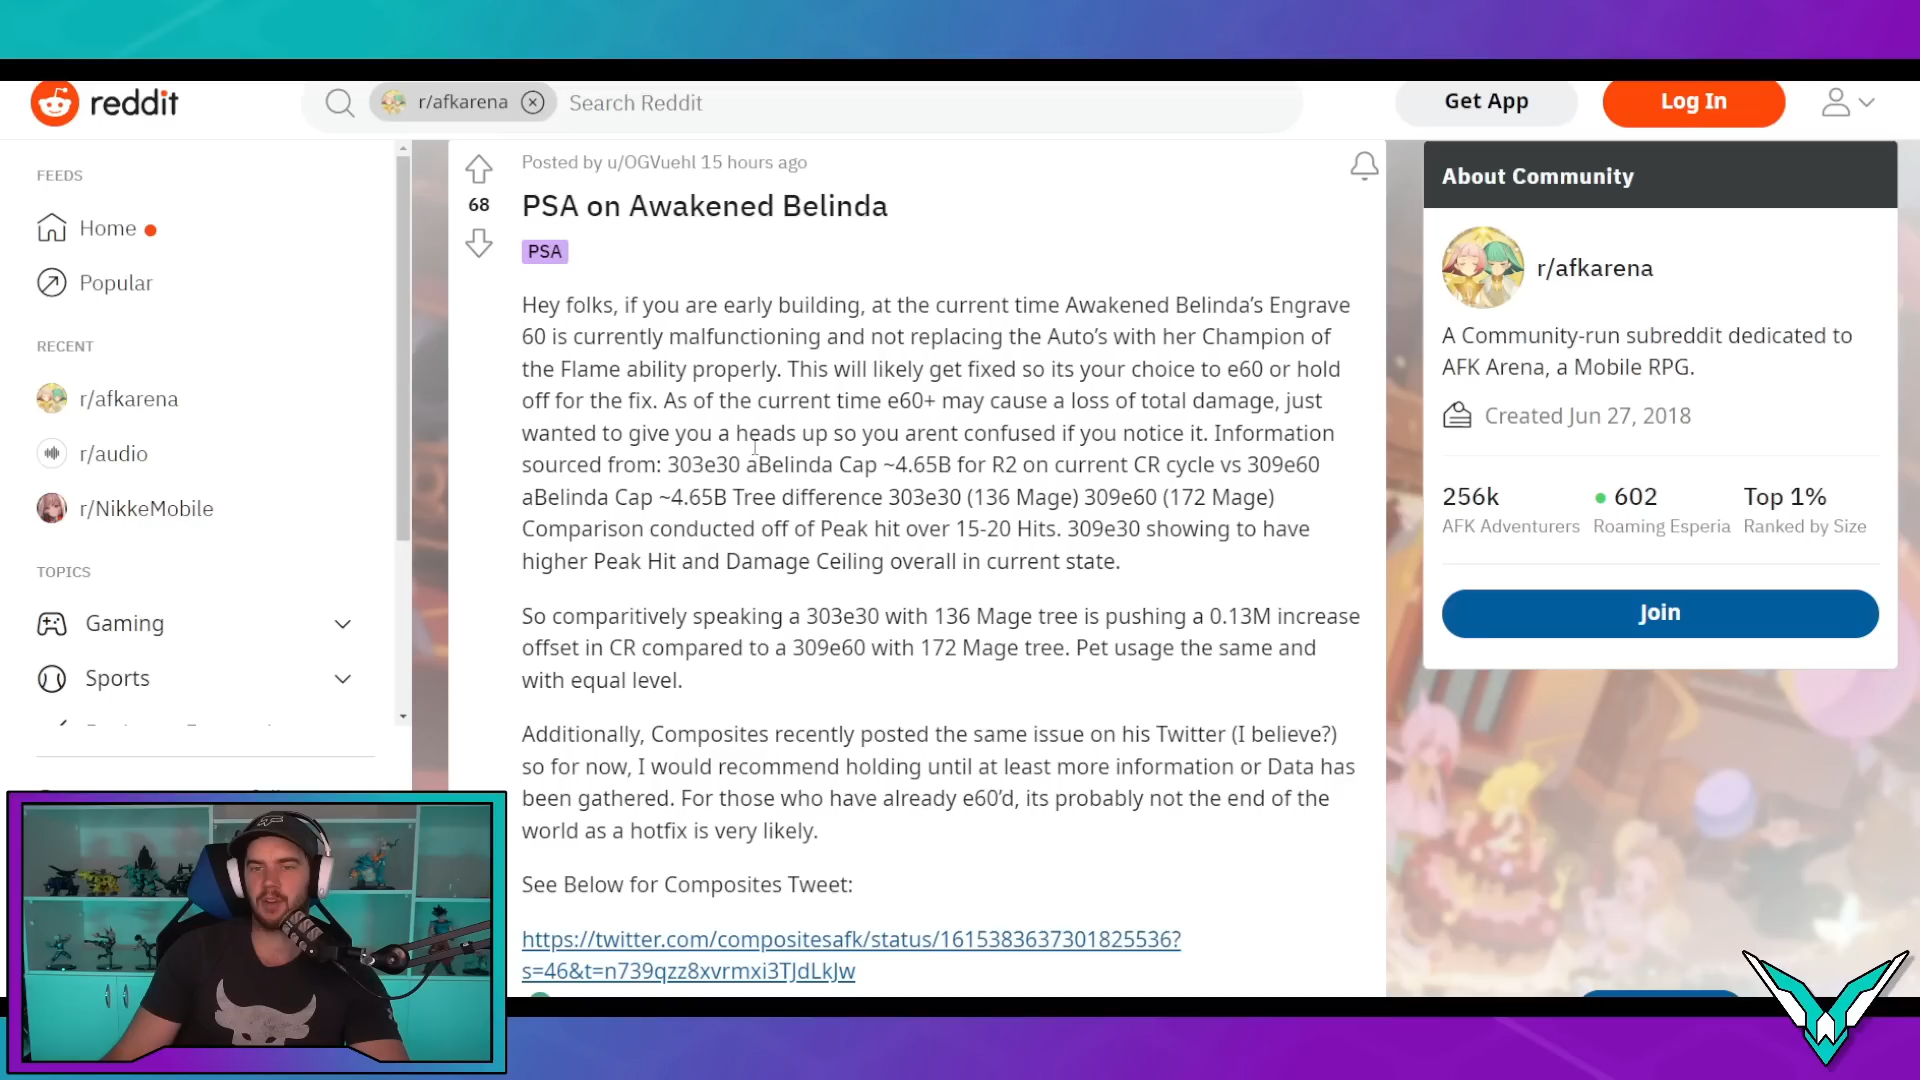 reddit
r/afkarena
Search Reddit
Get App
Log In
FEEDS
Home
Popular
RECENT
r/afkarena
r/audio
r/NikkeMobile
TOPICS
Gaming
Sports
Posted by u/OGVuehl 15 hours ago
68
PSA on Awakened Belinda
PSA
Hey folks, if you are early building, at the current time Awakened Belinda's Engrave
60 is currently malfunctioning and not replacing the Auto's with her Champion of
the Flame ability properly. This will likely get fixed so its your choice to e60 or hold
off for the fix. As of the current time e60+ may cause a loss of total damage, just
wanted to give you a heads up so you arent confused if you notice it. Information
sourced from: 303e30 aBelinda Cap ~4.65B for R2 on current CR cycle vs 309e60
aBelinda Cap ~4.65B Tree difference 303e30 (136 Mage) 309e60 (172 Mage)
Comparison conducted off of Peak hit over 15-20 Hits. 309e30 showing to have
higher Peak Hit and Damage Ceiling overall in current state.
So comparitively speaking a 303e30 with 136 Mage tree is pushing a 0.13M increase
offset in CR compared to a 309e60 with 172 Mage tree. Pet usage the same and
with equal level.
Additionally, Composites recently posted the same issue on his Twitter (I believe?)
so for now, I would recommend holding until at least more information or Data has
been gathered. For those who have already e60'd, its probably not the end of the
world as a hotfix is very likely.
See Below for Composites Tweet:
https://twitter.com/compositesafk/status/1615383637301825536?
s=46&t=n739qzz8xvrmxi3TJdLkJw
About Community
r/afkarena
A Community-run subreddit dedicated to
AFK Arena, a Mobile RPG.
Created Jun 27, 2018
256k 602 Top 1%
AFK Adventurers Roaming Esperia Ranked by Size
Join